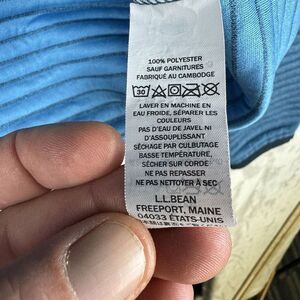 100% POLYESTER
SAUF GARNITURES
FABRIQUÉ AU CAMBODGE
30
LAVER EN MACHINE EN
EAU FROIDE, SÉPARER LES
COULEURS
PAS D'EAU DE JAVEL NI
D'ASSOUPLISSANT
SÉCHAGE PAR CULBUTAGE
BASSE TEMPÉRATURE,
SÉCHER SUR CORDE
NE PAS REPASSER
NE PAS NETTOYER À SEC
L.L.BEAN
FREEPORT, MAINE
04033 ÉTATS-UNIS